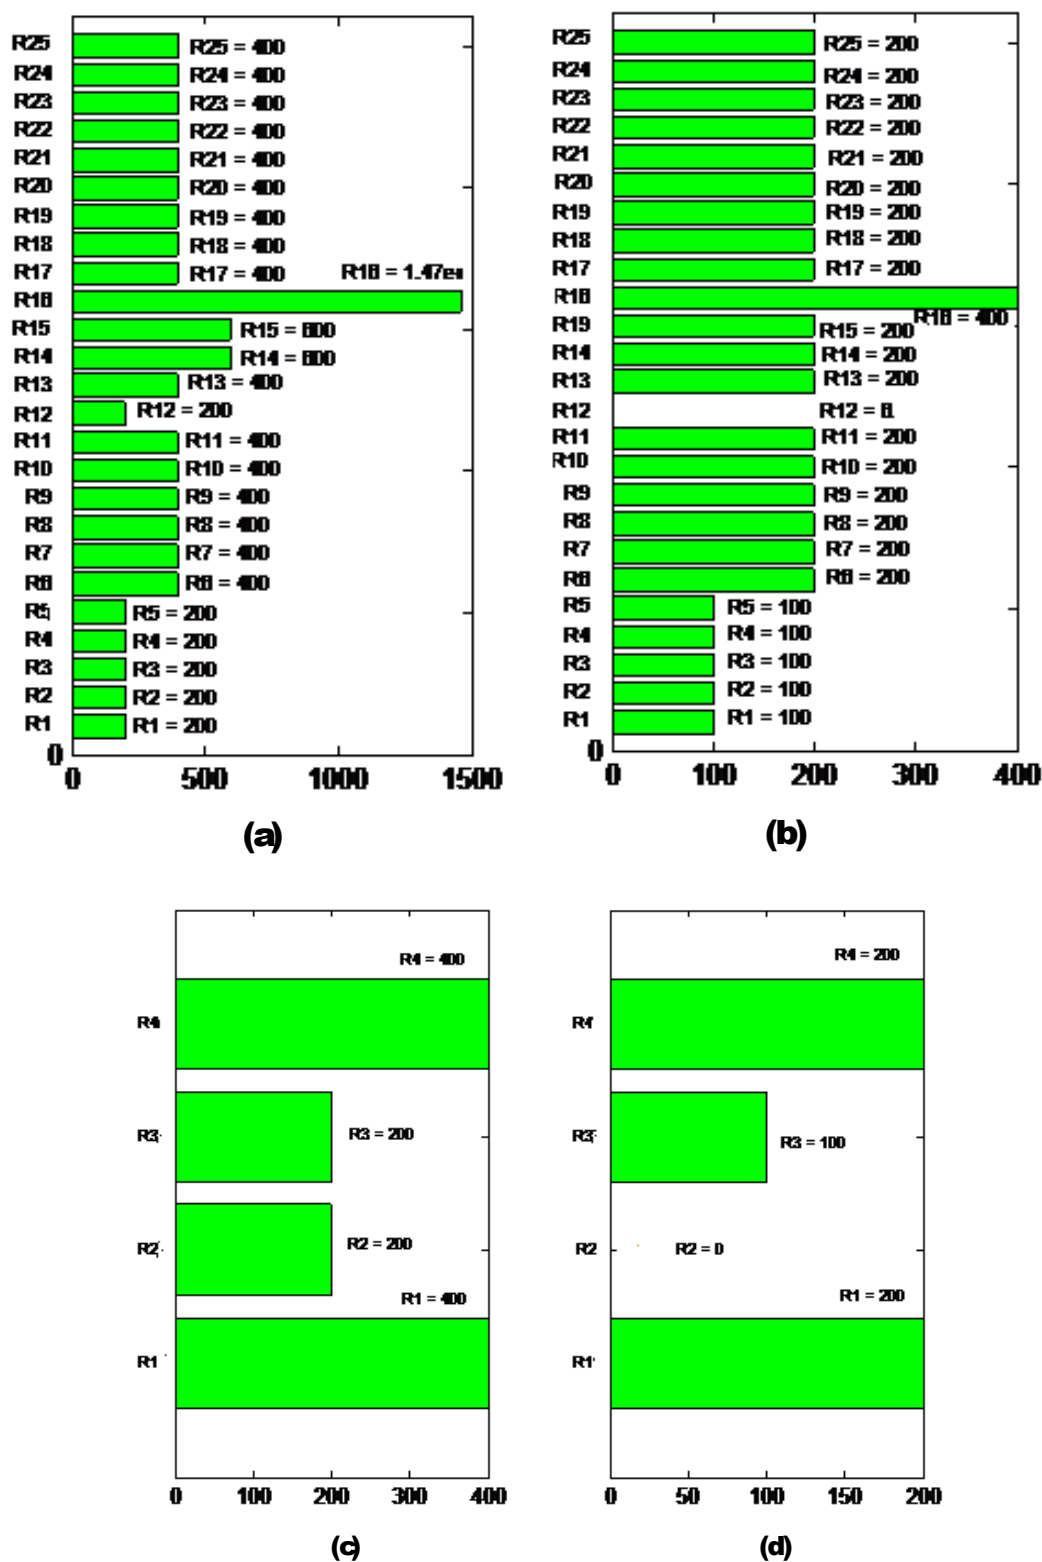 R25 R25 = 400
R24 R24 = 400
R23 R23 = 400
R22 R22 = 400
R21 R21 = 400
R20 R20 = 400
R19 R19 = 400
R18 R18 = 400
R17 R17 = 400 R16 = 1.47e
R16
R15 R15 = 600
R14 R14 = 600
R13 R13 = 400
R12 R12 = 200
R11 R11 = 400
R10 R10 = 400
R9 R9 = 400
R8 R8 = 400
R7 R7 = 400
R6 R6 = 400
R5 R5 = 200
R4 R4 = 200
R3 R3 = 200
R2 R2 = 200
R1 R1 = 200
0
0 500 1000 1500
(a)
R25 R25 = 200
R24 R24 = 200
R23 R23 = 200
R22 R22 = 200
R21 R21 = 200
R20 R20 = 200
R19 R19 = 200
R18 R18 = 200
R17 R17 = 200
R16
R16 = 400
R19 R15 = 200
R14 R14 = 200
R13 R13 = 200
R12 R12 =
R11 R11 = 200
R10 R10 = 200
R9 R9 = 200
R8 R8 = 200
R7 R7 = 200
R6 R6 = 200
R5 R5 = 100
R4 R4 = 100
R3 R3 = 100
R2 R2 = 100
R1 R1 = 100
0
0 100 200 300 400
(b)
R4 = 400
R4
R3 R3 = 200
R2 R2 = 200
R1 = 400
R1
0 100 200 300 400
(c)
R4 = 200
R4
R3 R3 = 100
R2 R2 = 0
R1 = 200
R1
0 50 100 150 200
(d)